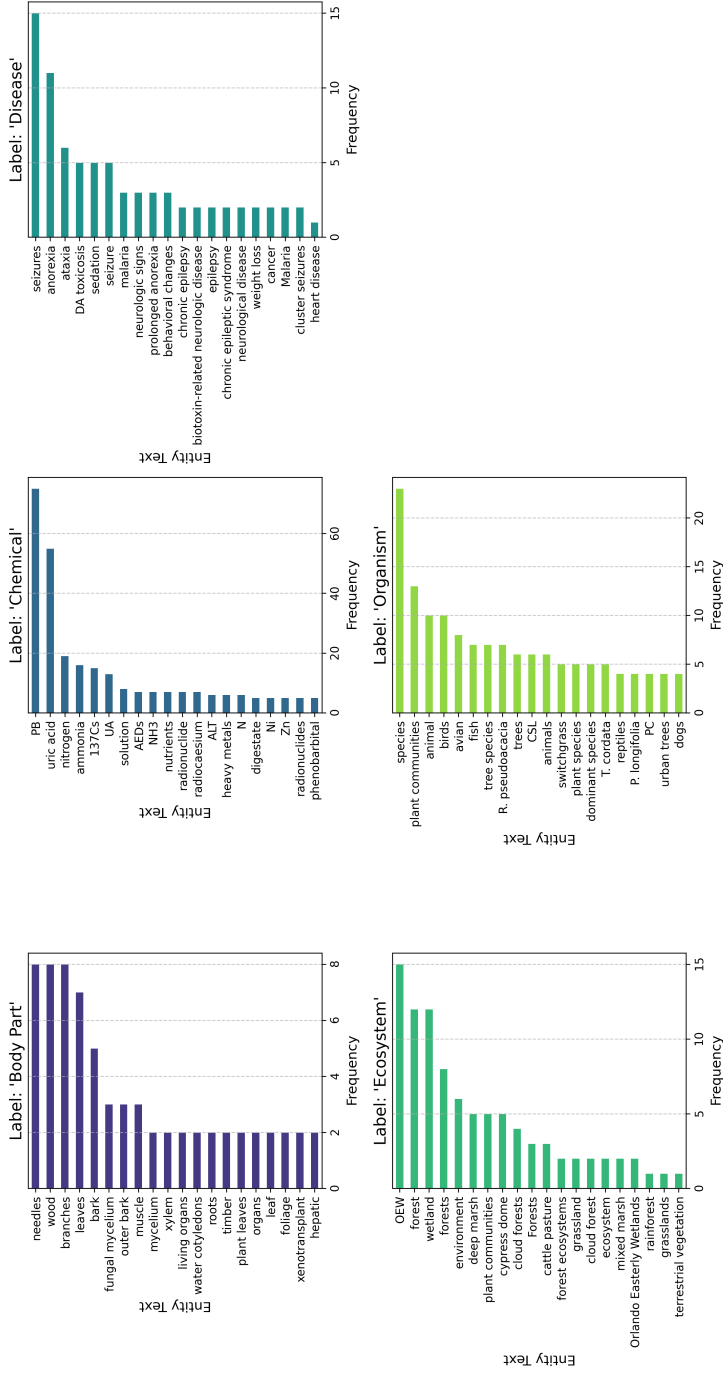 Label: 'Body Part'
Entity Text
needles
wood
branches
leaves
bark
fungal mycelium
outer bark
muscle
mycelium
xylem
living organs
water cotyledons
roots
timber
plant leaves
organs
leaf
foliage
xenotransplant
hepatic
0 2 4 6 8
Frequency
Label: 'Chemical'
Entity Text
PB
uric acid
nitrogen
ammonia
137Cs
UA
solution
AEDs
NH3
nutrients
radionuclide
radiocaesium
ALT
heavy metals
N
digestate
Ni
Zn
radionuclides
phenobarbital
0 20 40 60
Frequency
Label: 'Disease'
Entity Text
seizures
anorexia
ataxia
DA toxicosis
sedation
seizure
malaria
neurologic signs
prolonged anorexia
behavioral changes
chronic epilepsy
biotoxin-related neurologic disease
epilepsy
chronic epileptic syndrome
neurological disease
weight loss
cancer
Malaria
cluster seizures
heart disease
0 5 10 15
Frequency
Label: 'Ecosystem'
Entity Text
OEW
forest
wetland
forests
environment
deep marsh
plant communities
cypress dome
cloud forests
Forests
cattle pasture
forest ecosystems
grassland
cloud forest
ecosystem
mixed marsh
Orlando Easterly Wetlands
rainforest
grasslands
terrestrial vegetation
0 5 10 15
Frequency
Label: 'Organism'
Entity Text
species
plant communities
animal
birds
avian
fish
tree species
R. pseudoacacia
trees
CSL
animals
switchgrass
plant species
dominant species
T. cordata
reptiles
P. longifolia
PC
urban trees
dogs
0 5 10 15 20
Frequency